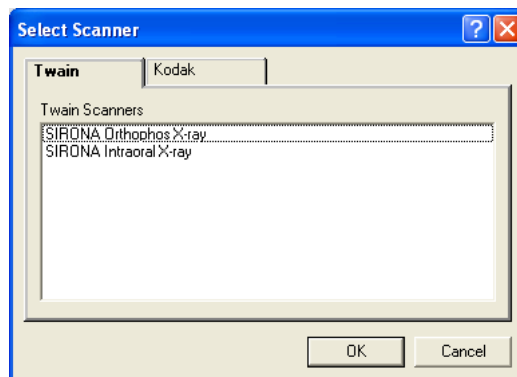 Select Scanner
Twain Kodak
Twain Scanners
SIRONA Orthophos X-ray
SIRONA Intraoral X-ray
OK Cancel